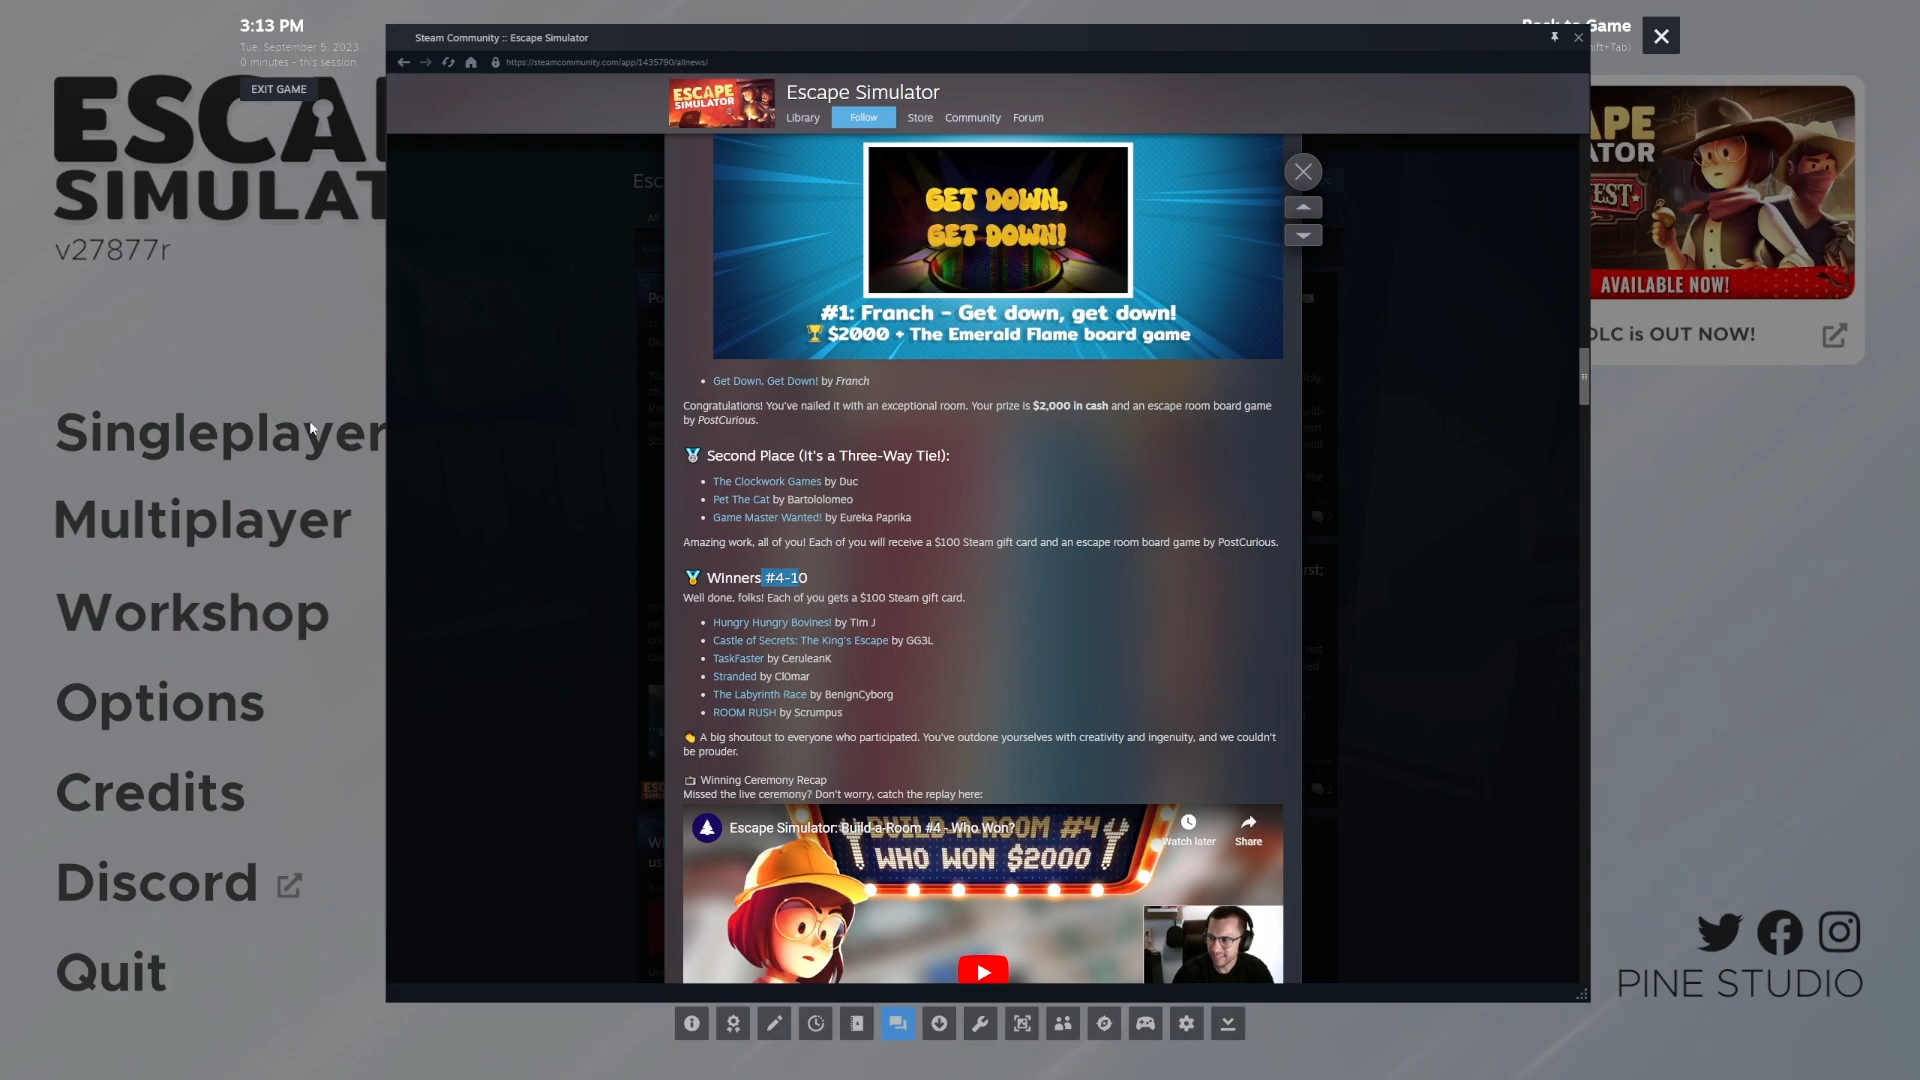 3:13 PM
Tue, September 5, 2023
0 minutes - this session
EXIT GAME
Steam Community :: Escape Simulator
Back to Game
https://steamcommunity.com/app/1435790/allnews/
ESCAPE
SIMULATOR
Escape Simulator
Library
Follow
Store
Community
Forum
v27877r
GET DOWN,
GET DOWN!
#1: Franch – Get down, get down!
🏆 $2000 + The Emerald Flame board game
AVAILABLE NOW!
DLC is OUT NOW!
• Get Down, Get Down! by Franch
Congratulations! You've nailed it with an exceptional room. Your prize is $2,000 in cash and an escape room board game
by PostCurious.
🥈 Second Place (It's a Three-Way Tie!):
• The Clockwork Games by Duc
• Pet The Cat by Bartololomeo
• Game Master Wanted! by Eureka Paprika
Amazing work, all of you! Each of you will receive a $100 Steam gift card and an escape room board game by PostCurious.
🏅 Winners #4-10
Well done, folks! Each of you gets a $100 Steam gift card.
• Hungry Hungry Bovines! by Tim J
• Castle of Secrets: The King's Escape by GG3L
• TaskFaster by CeruleanK
• Stranded by Cl0mar
• The Labyrinth Race by BenignCyborg
• ROOM RUSH by Scrumpus
👏 A big shoutout to everyone who participated. You've outdone yourselves with creativity and ingenuity, and we couldn't
be prouder.
📺 Winning Ceremony Recap
Missed the live ceremony? Don't worry, catch the replay here:
Escape Simulator: Build-a-Room #4 - Who Won?
BUILD-A-ROOM #4
WHO WON $2000
Watch later
Share
Singleplayer
Multiplayer
Workshop
Options
Credits
Discord
Quit
PINE STUDIO